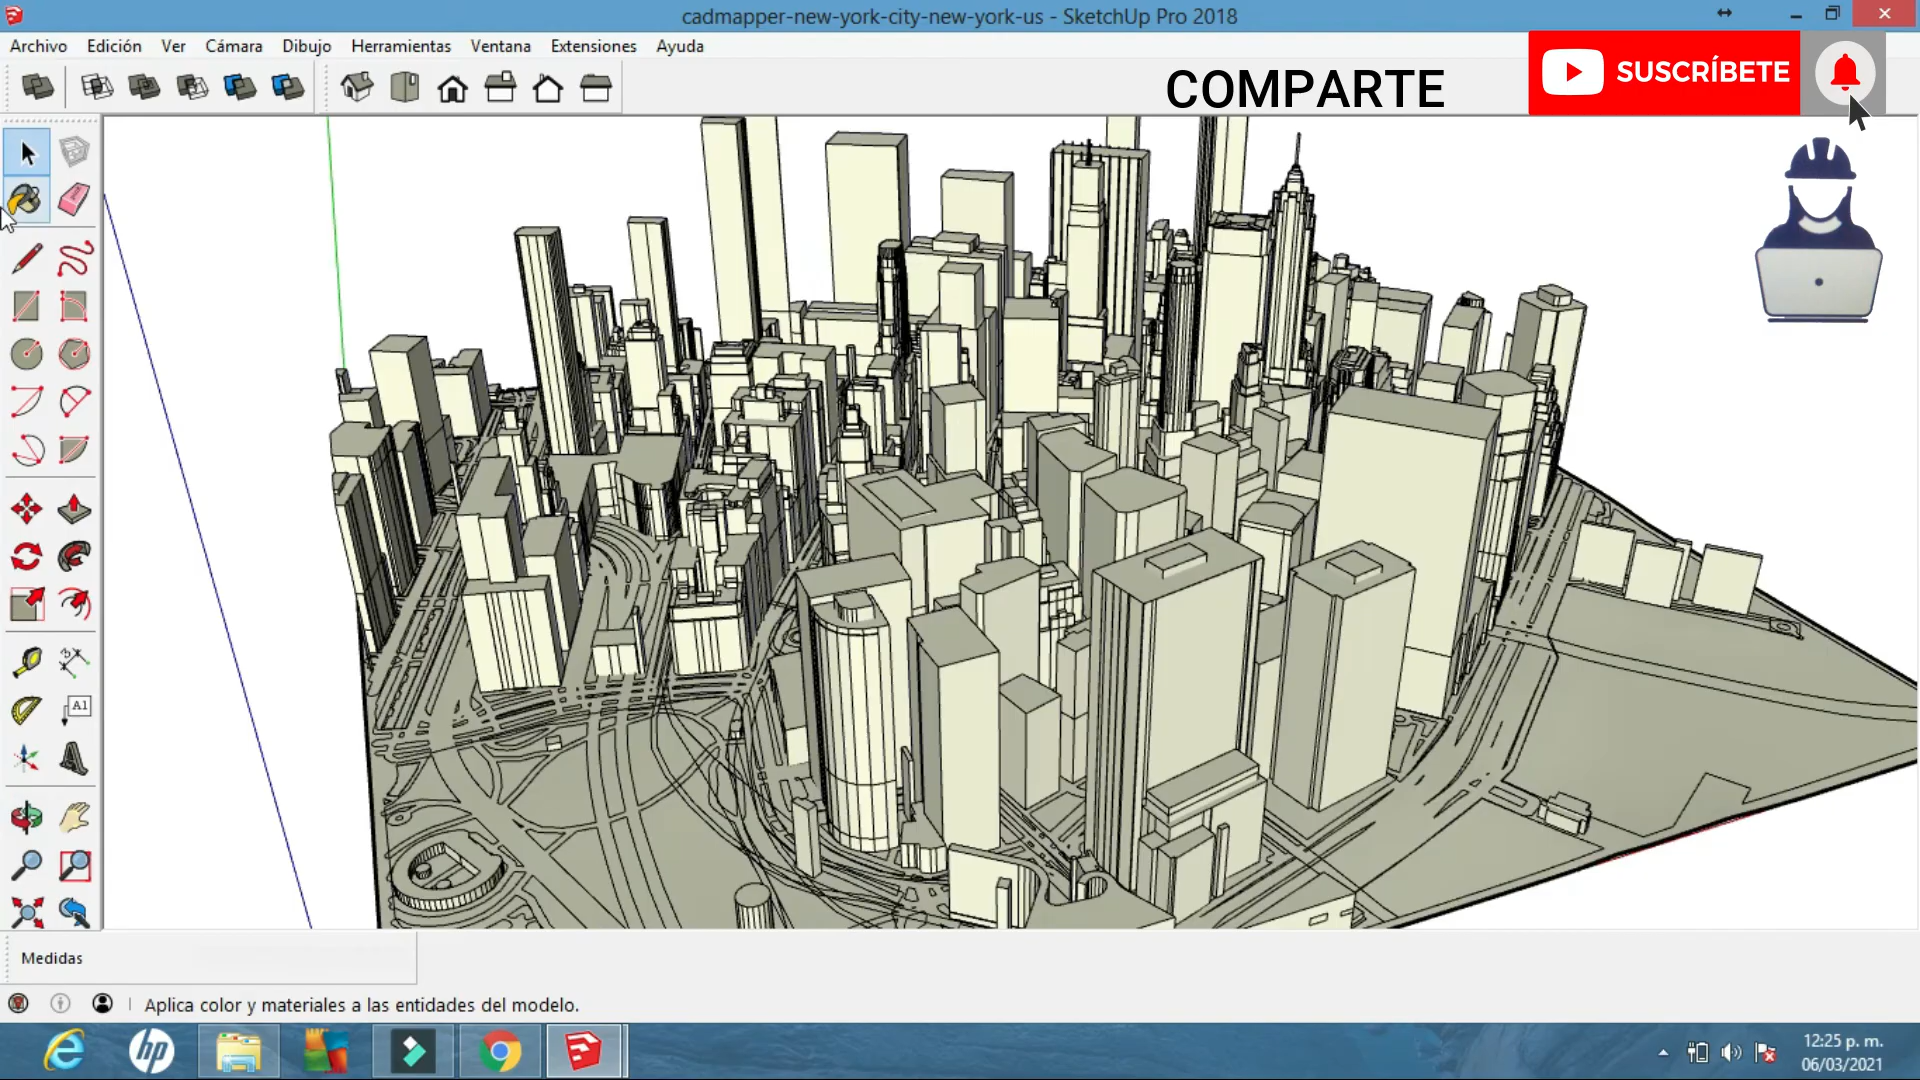 cadmapper-new-york-city-new-york-us - SketchUp Pro 2018
Archivo Edición Ver Cámara Dibujo Herramientas Ventana Extensiones Ayuda
COMPARTE
SUSCRÍBETE
A1
Medidas
Aplica color y materiales a las entidades del modelo.
hp
12:25 p. m.
06/03/2021